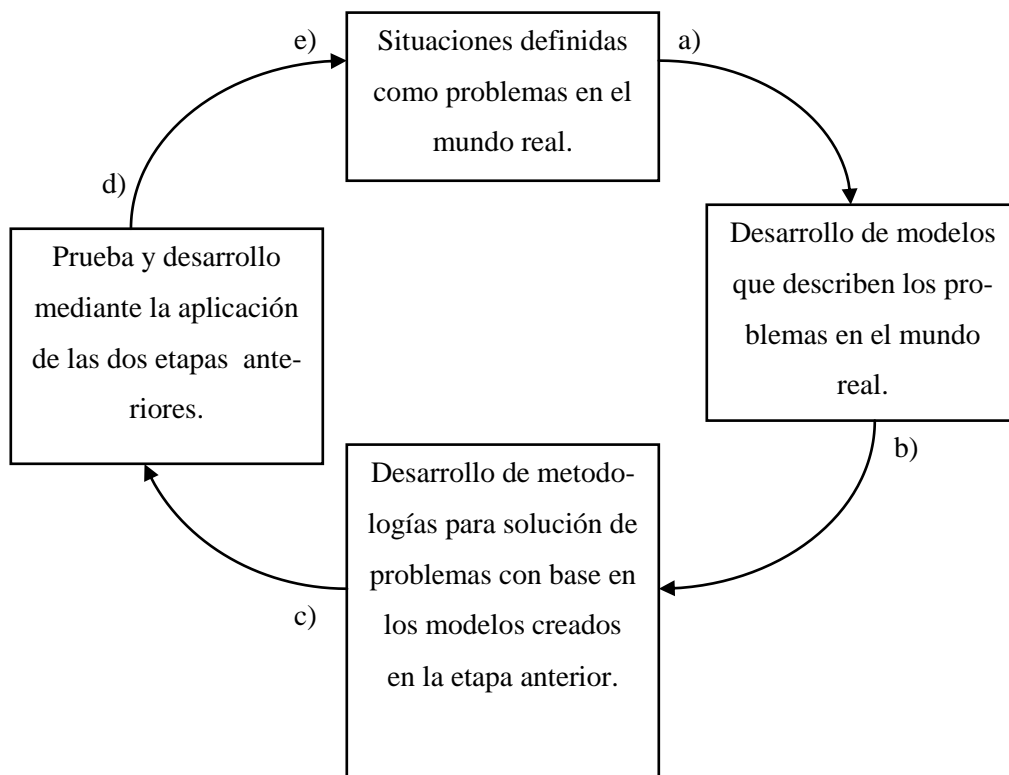 e)
Situaciones definidas
como problemas en el
mundo real.
a)
d)
Prueba y desarrollo
mediante la aplicación
de las dos etapas ante-
riores.
Desarrollo de modelos
que describen los pro-
blemas en el mundo
real.
b)
Desarrollo de metodo-
logías para solución de
problemas con base en
los modelos creados
en la etapa anterior.
c)